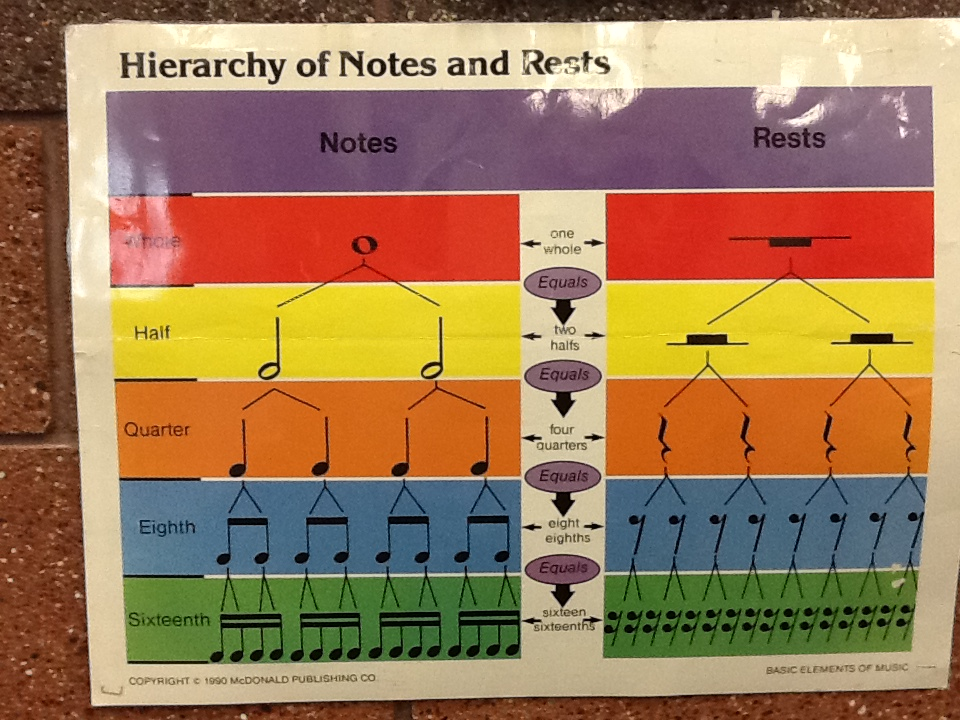 Hierarchy of Notes and Rests
Notes
Rests
Whole
one
whole
Equals
Half
two
halfs
Equals
Quarter
four
quarters
Equals
Eighth
eight
eighths
Equals
Sixteenth
sixteen
sixteenths
COPYRIGHT © 1990 McDONALD PUBLISHING CO.
BASIC ELEMENTS OF MUSIC